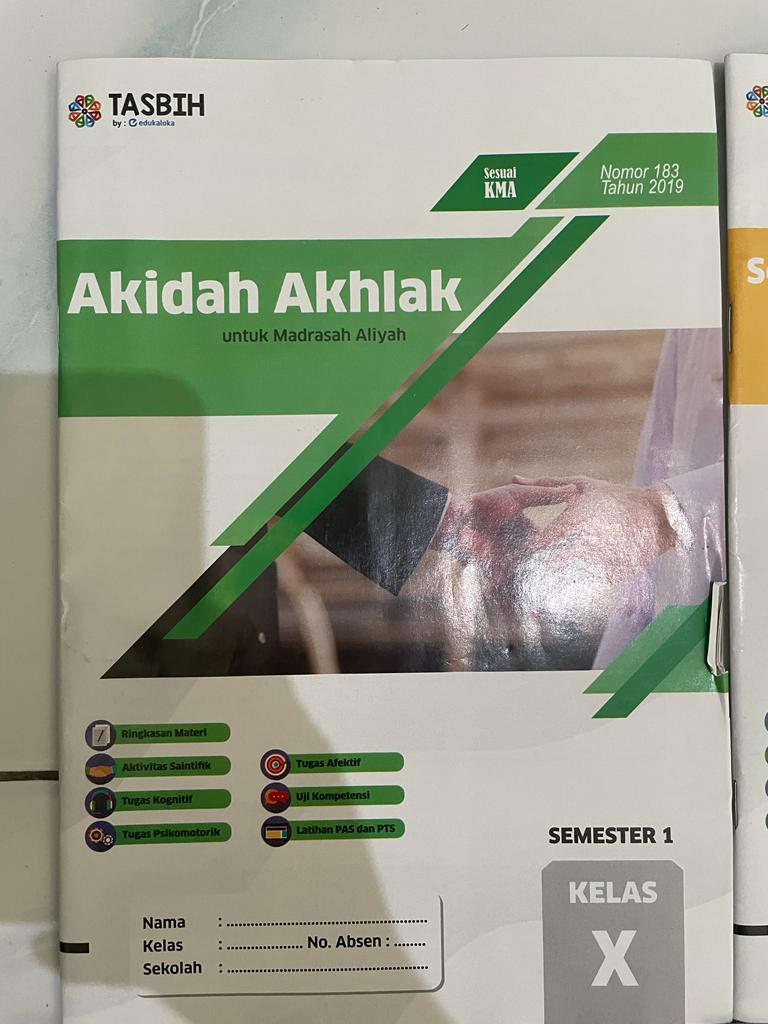 TASBIH
by : edukaloka
Sesuai
KMA
Nomor 183
Tahun 2019
Akidah Akhlak
untuk Madrasah Aliyah
Ringkasan Materi
Aktivitas Saintifik
Tugas Kognitif
Tugas Psikomotorik
Tugas Afektif
Uji Kompetensi
Latihan PAS dan PTS
SEMESTER 1
KELAS
X
Nama : ......................................................
Kelas : .................... No. Absen : ........
Sekolah : ......................................................
S